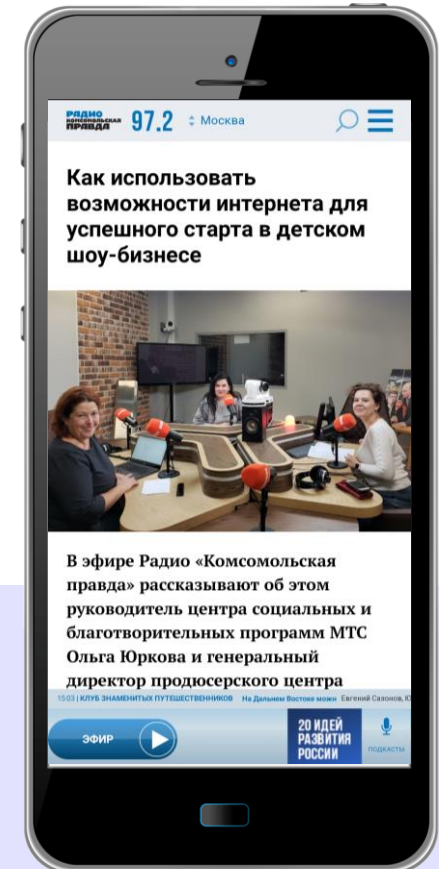 РАДИО
КОМСОМОЛЬСКАЯ
ПРАВДА
97.2
Москва
Как использовать
возможности интернета для
успешного старта в детском
шоу-бизнесе
В эфире Радио «Комсомольская
правда» рассказывают об этом
руководитель центра социальных и
благотворительных программ МТС
Ольга Юркова и генеральный
директор продюсерского центра
15:03 | КЛУБ ЗНАМЕНИТЫХ ПУТЕШЕСТВЕННИКОВ На Дальнем Востоке можн Евгений Сазонов, Ю
ЭФИР
20 ИДЕЙ
РАЗВИТИЯ
РОССИИ
ПОДКАСТЫ